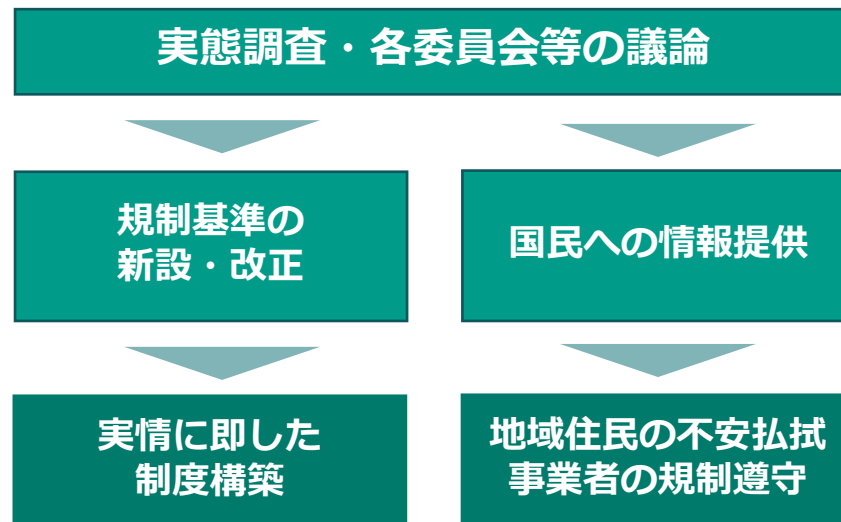 実態調査・各委員会等の議論
規制基準の
新設・改正
国民への情報提供
実情に即した
制度構築
地域住民の不安払拭
事業者の規制遵守